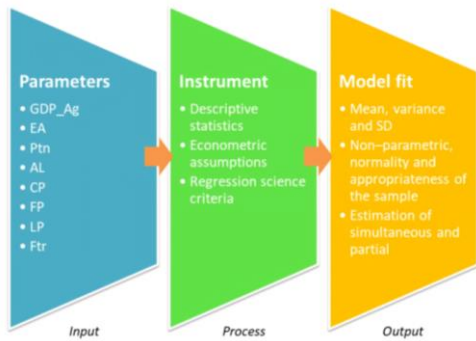 Parameters
• GDP_Ag
• EA
• Ptn
• AL
• CP
• FP
• LP
• Ftr
Input
Instrument
• Descriptive
statistics
• Econometric
assumptions
• Regression science
criteria
Process
Model fit
• Mean, variance
and SD
• Non–parametric,
normality and
appropriateness of
the sample
• Estimation of
simultaneous and
partial
Output